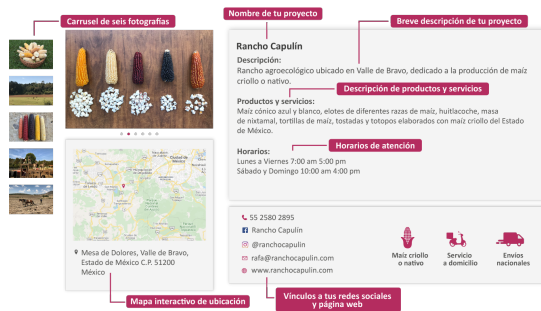 Carrusel de seis fotografías
Nombre de tu proyecto
Breve descripción de tu proyecto
Rancho Capulín
Descripción:
Rancho agroecológico ubicado en Valle de Bravo, dedicado a la producción de maíz
criollo o nativo.
Descripción de productos y servicios
Productos y servicios:
Maíz cónico azul y blanco, elotes de diferentes razas de maíz, huitlacoche, masa
de nixtamal, tortillas de maíz, tostadas y totopos elaborados con maíz criollo del Estado
de México.
Horarios de atención
Horarios:
Lunes a Viernes 7:00 am 5:00 pm
Sábado y Domingo 10:00 am 4:00 pm
Mesa de Dolores, Valle de Bravo,
Estado de México C.P. 51200
México
Mapa interactivo de ubicación
55 2580 2895
Rancho Capulín
@ranchocapulin
rafa@ranchocapulin.com
www.ranchocapulin.com
Vínculos a tus redes sociales
y página web
Maíz criollo
o nativo
Servicio
a domicilio
Envíos
nacionales